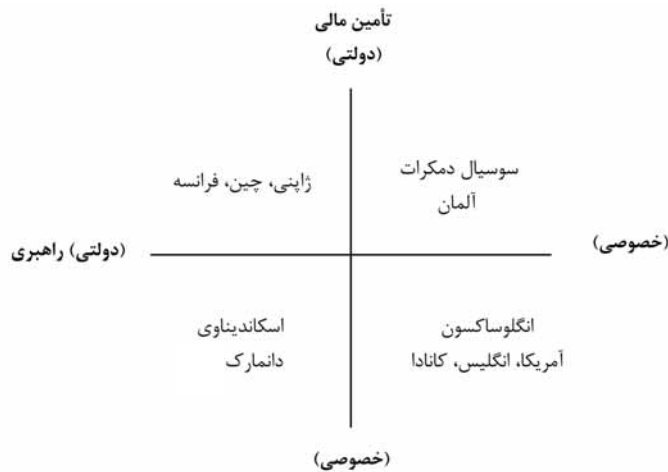 تأمین مالی
(دولتی)
سوسیال دمکرات
آلمان
ژاپنی، چین، فرانسه
(خصوصی)
(دولتی) راهبری
انگلوساکسون
آمریکا، انگلیس، کانادا
اسکاندیناوی
دانمارک
(خصوصی)